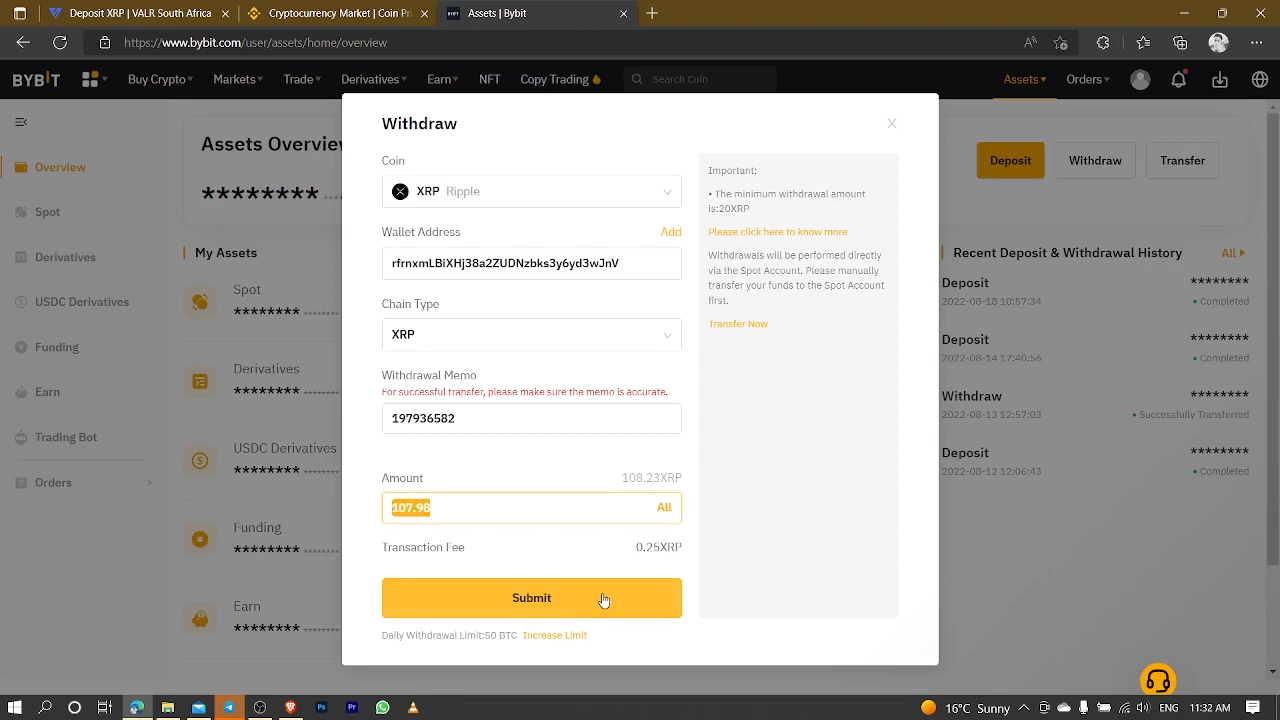 Jurado Pro | VALR
Coinpayu
Assets | Bybit
https://www.bybit.com/user/assets/home/overview
BYBIT
Buy Crypto
Markets
Trade
Derivatives
Earn
NFT
Copy Trading
Search Coin
Assets
Orders
Overview
Spot
Derivatives
USDC Derivatives
Funding
Earn
Trading Bot
Orders
Assets Overview
********
My Assets
Spot
********
Derivatives
********
USDC Derivatives
********
Funding
********
Earn
********
Withdraw
Coin
XRP Ripple
Wallet Address
Add
rfrnxmLBiXHj38a2ZUDNzbks3y6yd3wJnV
Chain Type
XRP
Withdrawal Memo
For successful transfer, please make sure the memo is accurate.
197936582
Amount
108.23XRP
107.98
All
Transaction Fee
0.25XRP
Submit
Daily Withdrawal Limit:50 BTC Increase Limit
Important:
• The minimum withdrawal amount
is:20XRP
Please click here to know more
Withdrawals will be performed directly
via the Spot Account. Please manually
transfer your funds to the Spot Account
first.
Transfer Now
Deposit
Withdraw
Transfer
Recent Deposit & Withdrawal History
All
Deposit
********
2022-08-18 10:57:34
Completed
Deposit
********
2022-08-14 17:40:56
Completed
Withdraw
********
2022-08-13 12:57:03
Successfully Transferred
Deposit
********
2022-08-12 12:06:43
Completed
16°C Sunny
ENG
11:32 AM